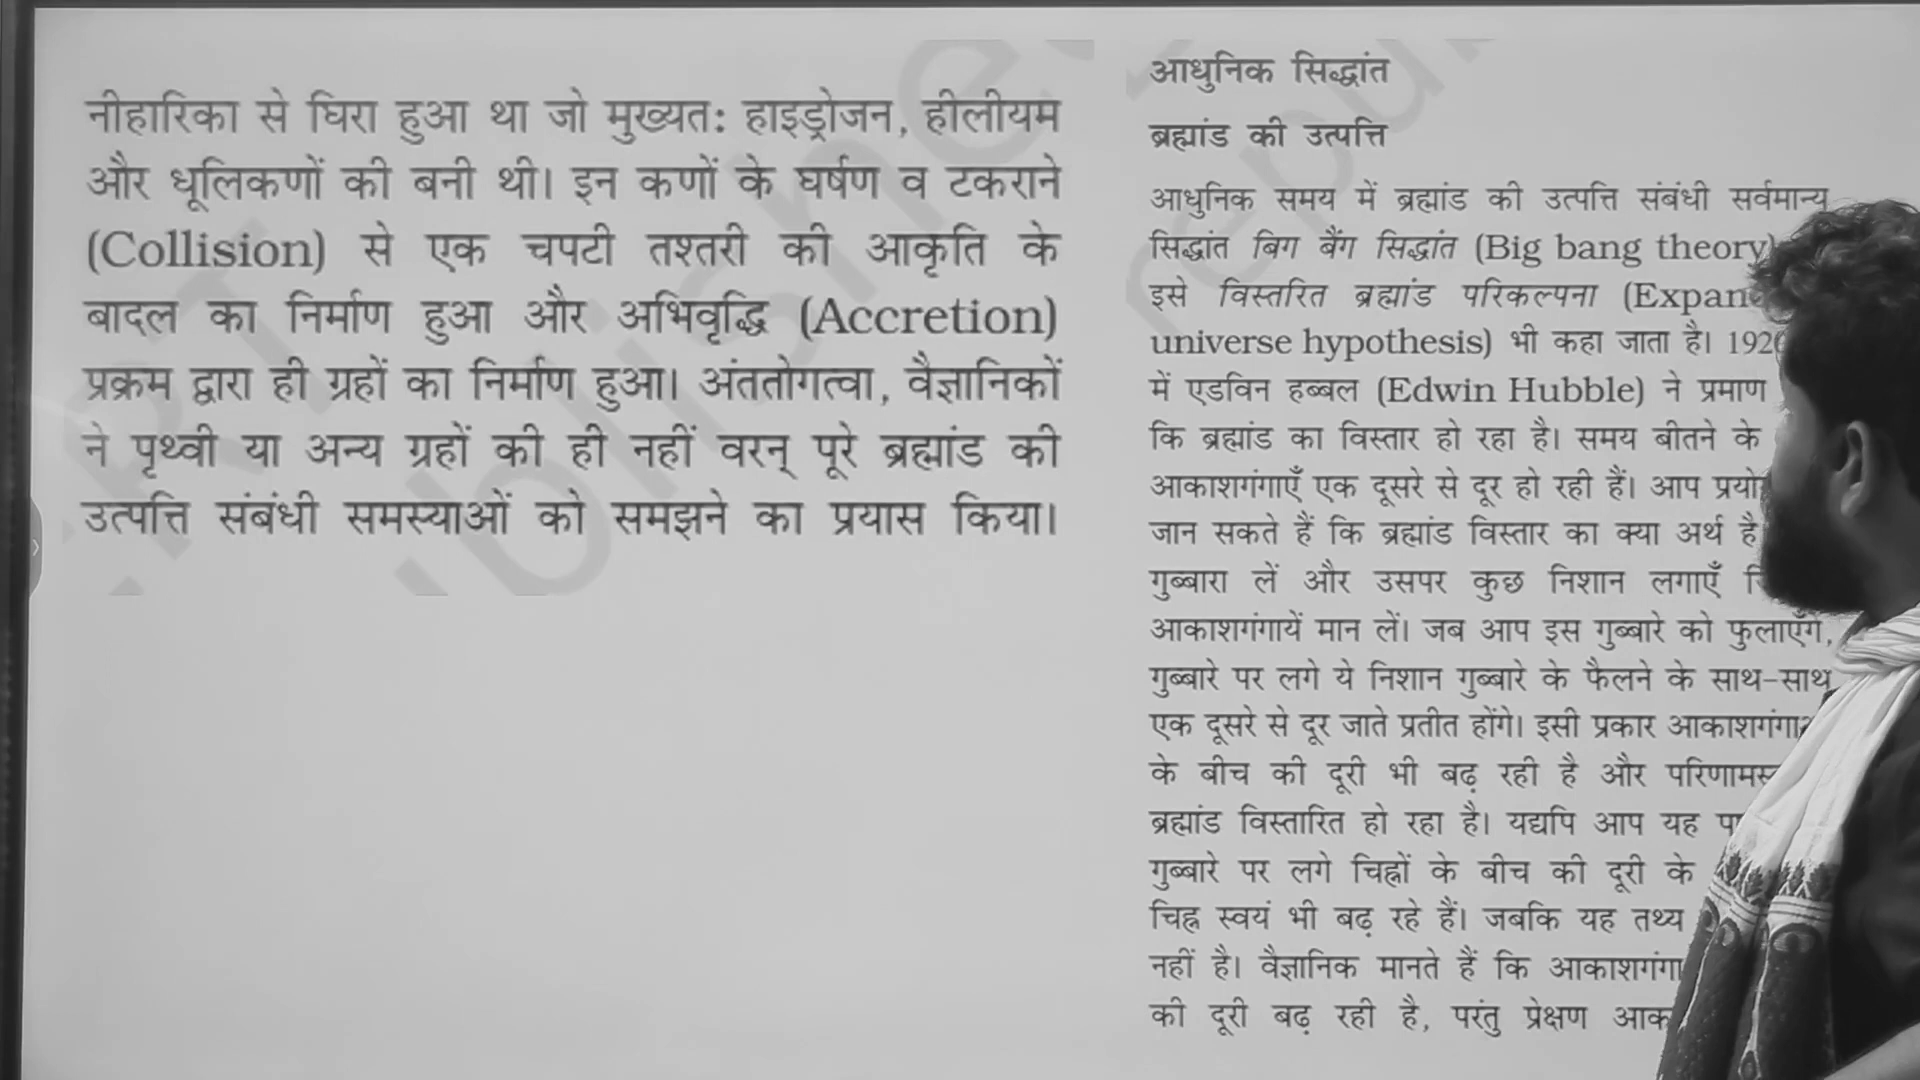 नीहारिका से घिरा हुआ था जो मुख्यतः हाइड्रोजन, हीलीयम
और धूलिकणों की बनी थी। इन कणों के घर्षण व टकराने
(Collision) से एक चपटी तश्तरी की आकृति के
बादल का निर्माण हुआ और अभिवृद्धि (Accretion)
प्रक्रम द्वारा ही ग्रहों का निर्माण हुआ। अंततोगत्वा, वैज्ञानिकों
ने पृथ्वी या अन्य ग्रहों की ही नहीं वरन् पूरे ब्रह्मांड की
उत्पत्ति संबंधी समस्याओं को समझने का प्रयास किया।
आधुनिक सिद्धांत
ब्रह्मांड की उत्पत्ति
आधुनिक समय में ब्रह्मांड की उत्पत्ति संबंधी सर्वमान्य
सिद्धांत बिग बैंग सिद्धांत (Big bang theory)
इसे विस्तरित ब्रह्मांड परिकल्पना
universe hypothesis) भी कहा जाता है।
में एडविन हब्बल (Edwin Hubble) ने प्रमाण
कि ब्रह्मांड का विस्तार हो रहा है। समय बीतने के
आकाशगंगाएँ एक दूसरे से दूर हो रही हैं। आप
जान सकते हैं कि ब्रह्मांड विस्तार का क्या अर्थ है
गुब्बारा लें और उसपर कुछ निशान लगाएँ
आकाशगंगायें मान लें। जब आप इस गुब्बारे को फुलाएँगे,
गुब्बारे पर लगे ये निशान गुब्बारे के फैलने के साथ-साथ
एक दूसरे से दूर जाते प्रतीत होंगे। इसी प्रकार
के बीच की दूरी भी बढ़ रही है और
ब्रह्मांड विस्तारित हो रहा है। यद्यपि आप यह
गुब्बारे पर लगे चिह्नों के बीच की दूरी के
चिह्न स्वयं भी बढ़ रहे हैं। जबकि यह तथ्य
नहीं है। वैज्ञानिक मानते हैं कि
की दूरी बढ़ रही है, परंतु प्रेक्षण